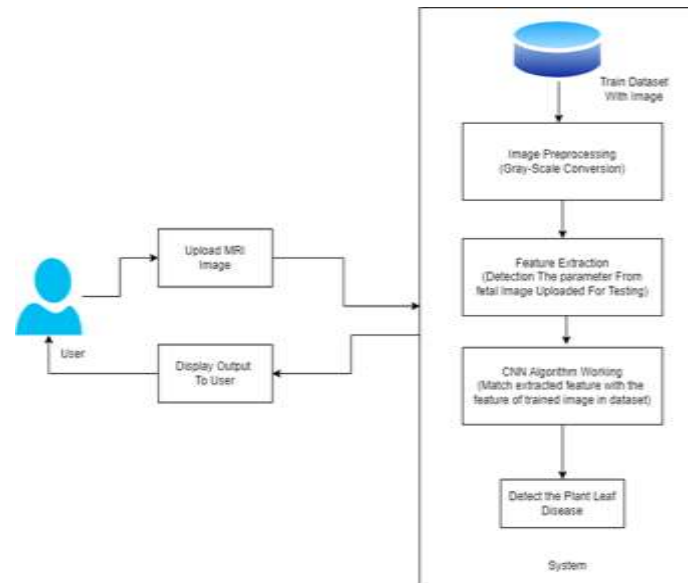 Train Dataset
With Image
Image Preprocessing
(Gray-Scale Conversion)
Upload MRI
Image
Feature Extraction
(Detection The parameter From
fetal Image Uploaded For Testing)
User
Display Output
To User
CNN Algorithm Working
(Match extracted feature with the
feature of trained image in dataset)
Detect the Plant Leaf
Disease
System